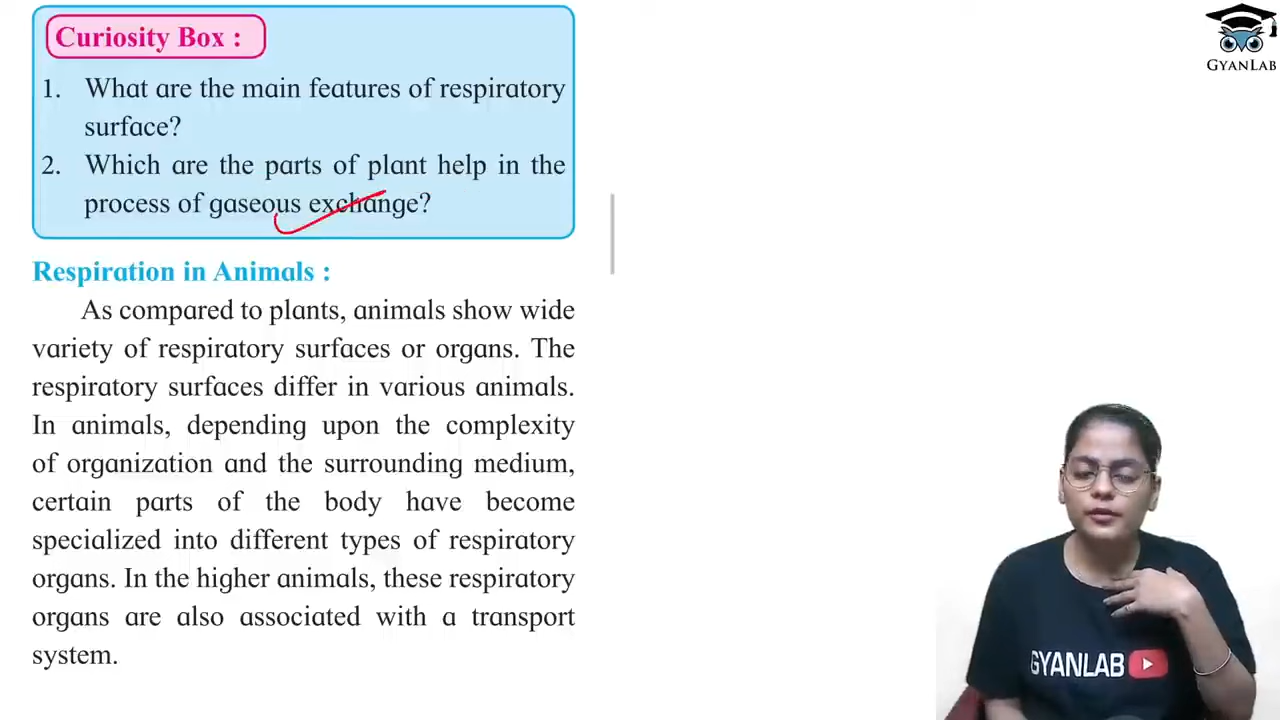 Curiosity Box :
1. What are the main features of respiratory
surface?
2. Which are the parts of plant help in the
process of gaseous exchange?
Respiration in Animals :
As compared to plants, animals show wide
variety of respiratory surfaces or organs. The
respiratory surfaces differ in various animals.
In animals, depending upon the complexity
of organization and the surrounding medium,
certain parts of the body have become
specialized into different types of respiratory
organs. In the higher animals, these respiratory
organs are also associated with a transport
system.
GYANLAB
GYANLAB